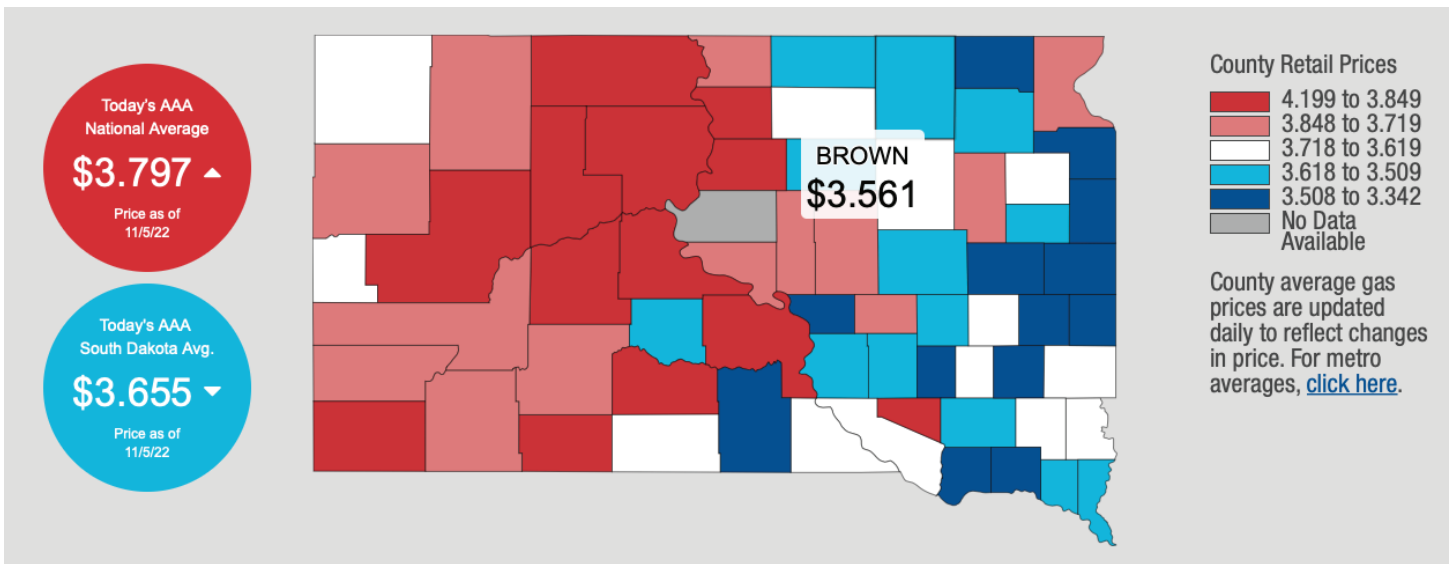 Today's AAA
National Average
$3.797
Price as of
11/5/22
Today's AAA
South Dakota Avg.
$3.655
Price as of
11/5/22
BROWN
$3.561
County Retail Prices
4.199 to 3.849
3.848 to 3.719
3.718 to 3.619
3.618 to 3.509
3.508 to 3.342
No Data
Available
County average gas
prices are updated
daily to reflect changes
in price. For metro
averages, click here.